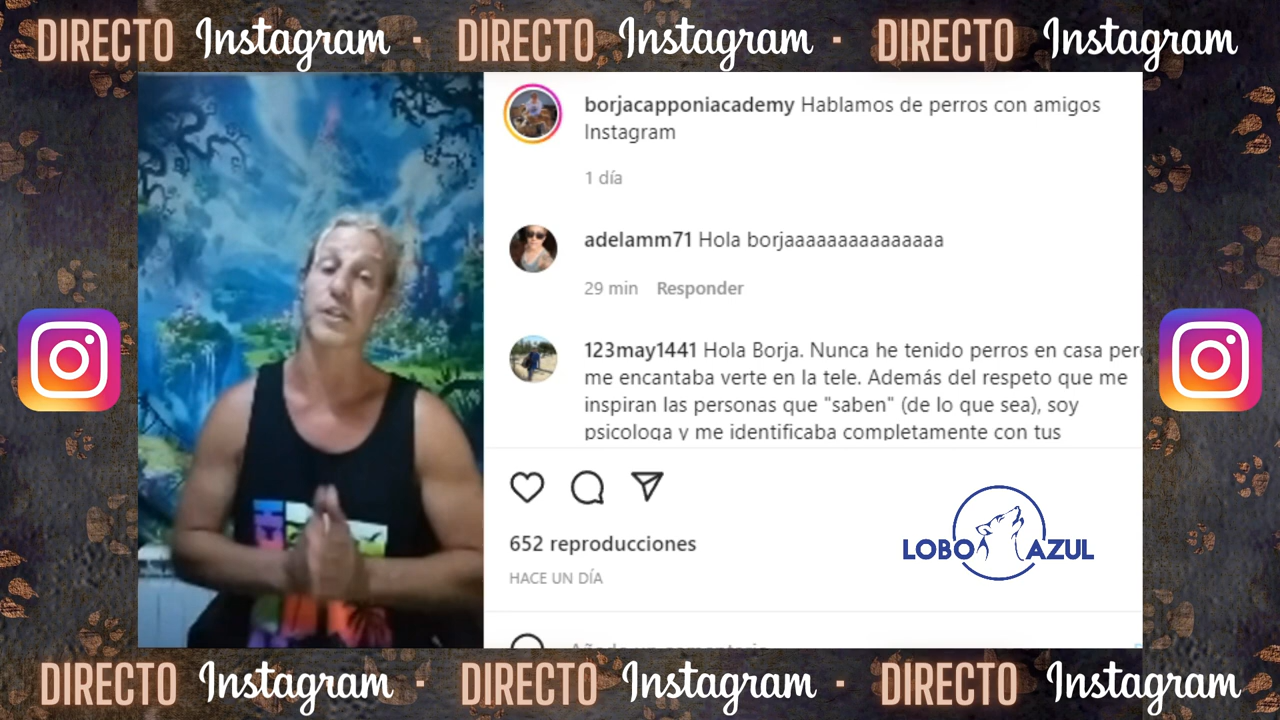 DIRECTO Instagram · DIRECTO Instagram · DIRECTO Instagram
borjacapponiacademy Hablamos de perros con amigos
Instagram
1 día
adelamm71 Hola borjaaaaaaaaaaaaaaaa
29 min Responder
123may1441 Hola Borja. Nunca he tenido perros en casa
me encantaba verte en la tele. Además del respeto que me
inspiran las personas que "saben" (de lo que sea), soy
psicologa y me identificaba completamente con tus
652 reproducciones
HACE UN DÍA
LOBO AZUL
DIRECTO Instagram · DIRECTO Instagram · DIRECTO Instagram